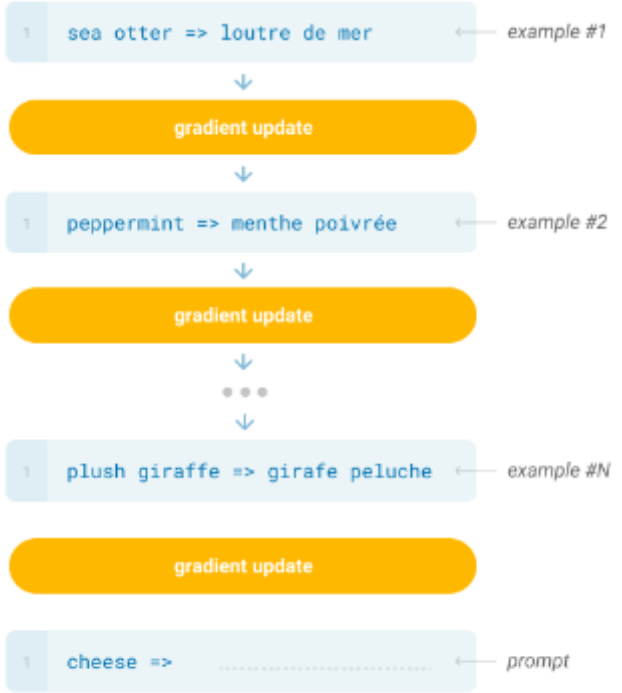 1 sea otter => loutre de mer example #1
gradient update
1 peppermint => menthe poivrée example #2
gradient update
1 plush giraffe => girafe peluche example #N
gradient update
1 cheese => ........................... prompt